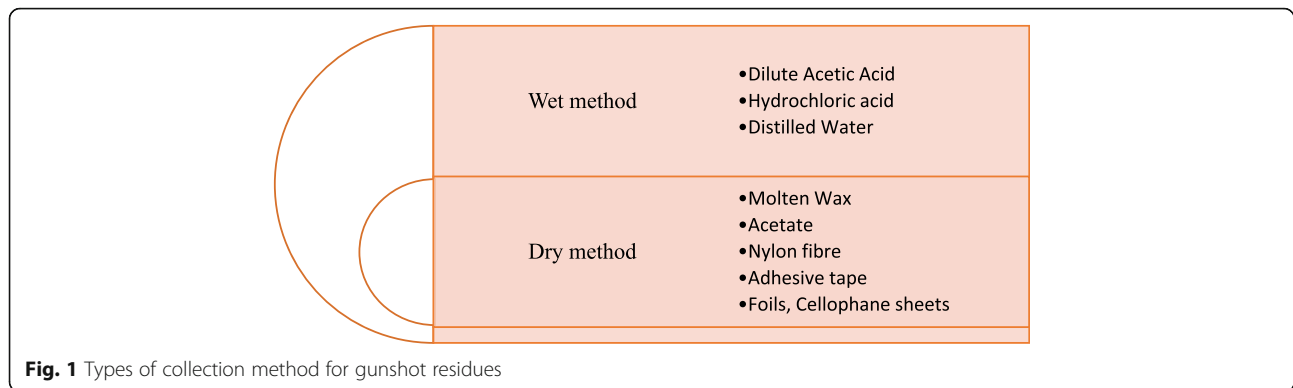 Wet method
•Dilute Acetic Acid
•Hydrochloric acid
•Distilled Water
Dry method
•Molten Wax
•Acetate
•Nylon fibre
•Adhesive tape
•Foils, Cellophane sheets
Fig. 1 Types of collection method for gunshot residues